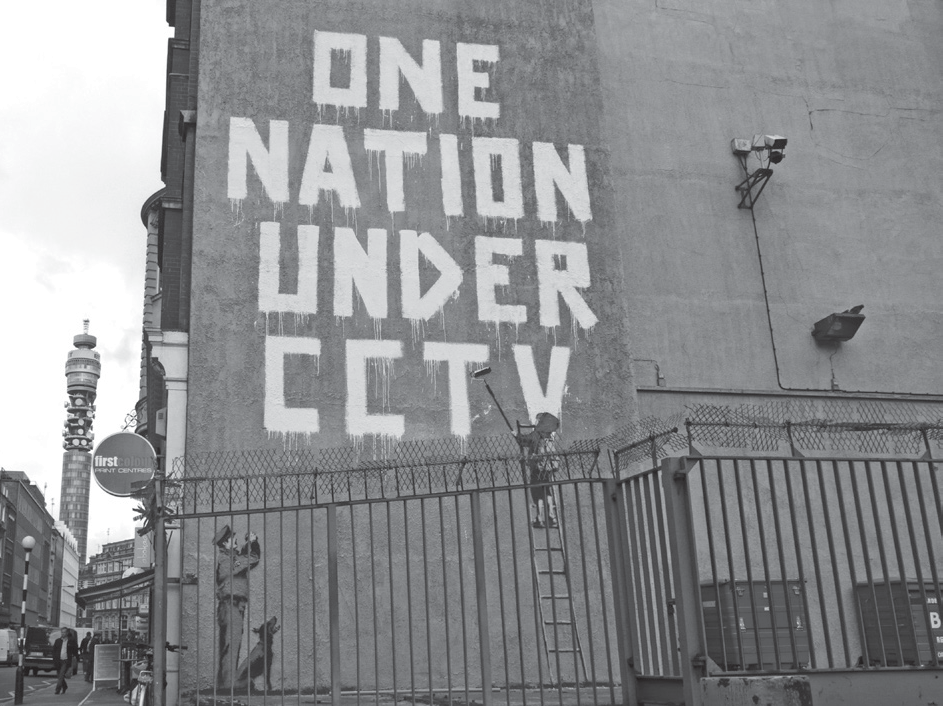 ONE
NATION
UNDER
CCTV
firstcolour
PRINT CENTRES
B